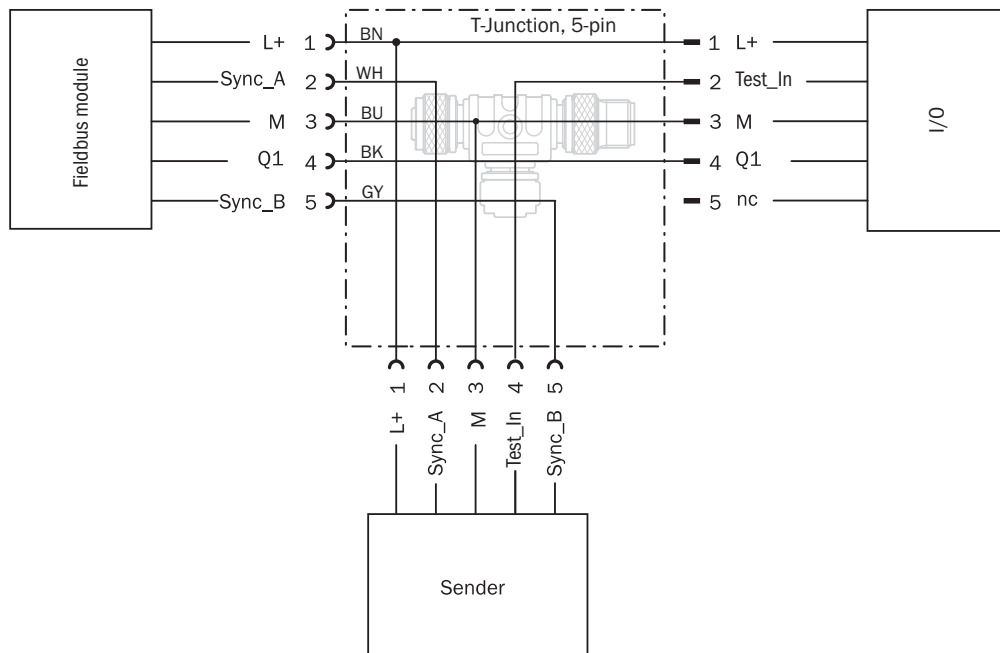 T-Junction, 5-pin
L+ 1 BN 1 L+
Sync_A 2 WH 2 Test_In
M 3 BU 3 M
Q1 4 BK 4 Q1
Sync_B 5 GY 5 nc
Fieldbus module
I/O
1 2 3 4 5
L+ Sync_A M Test_In Sync_B
Sender